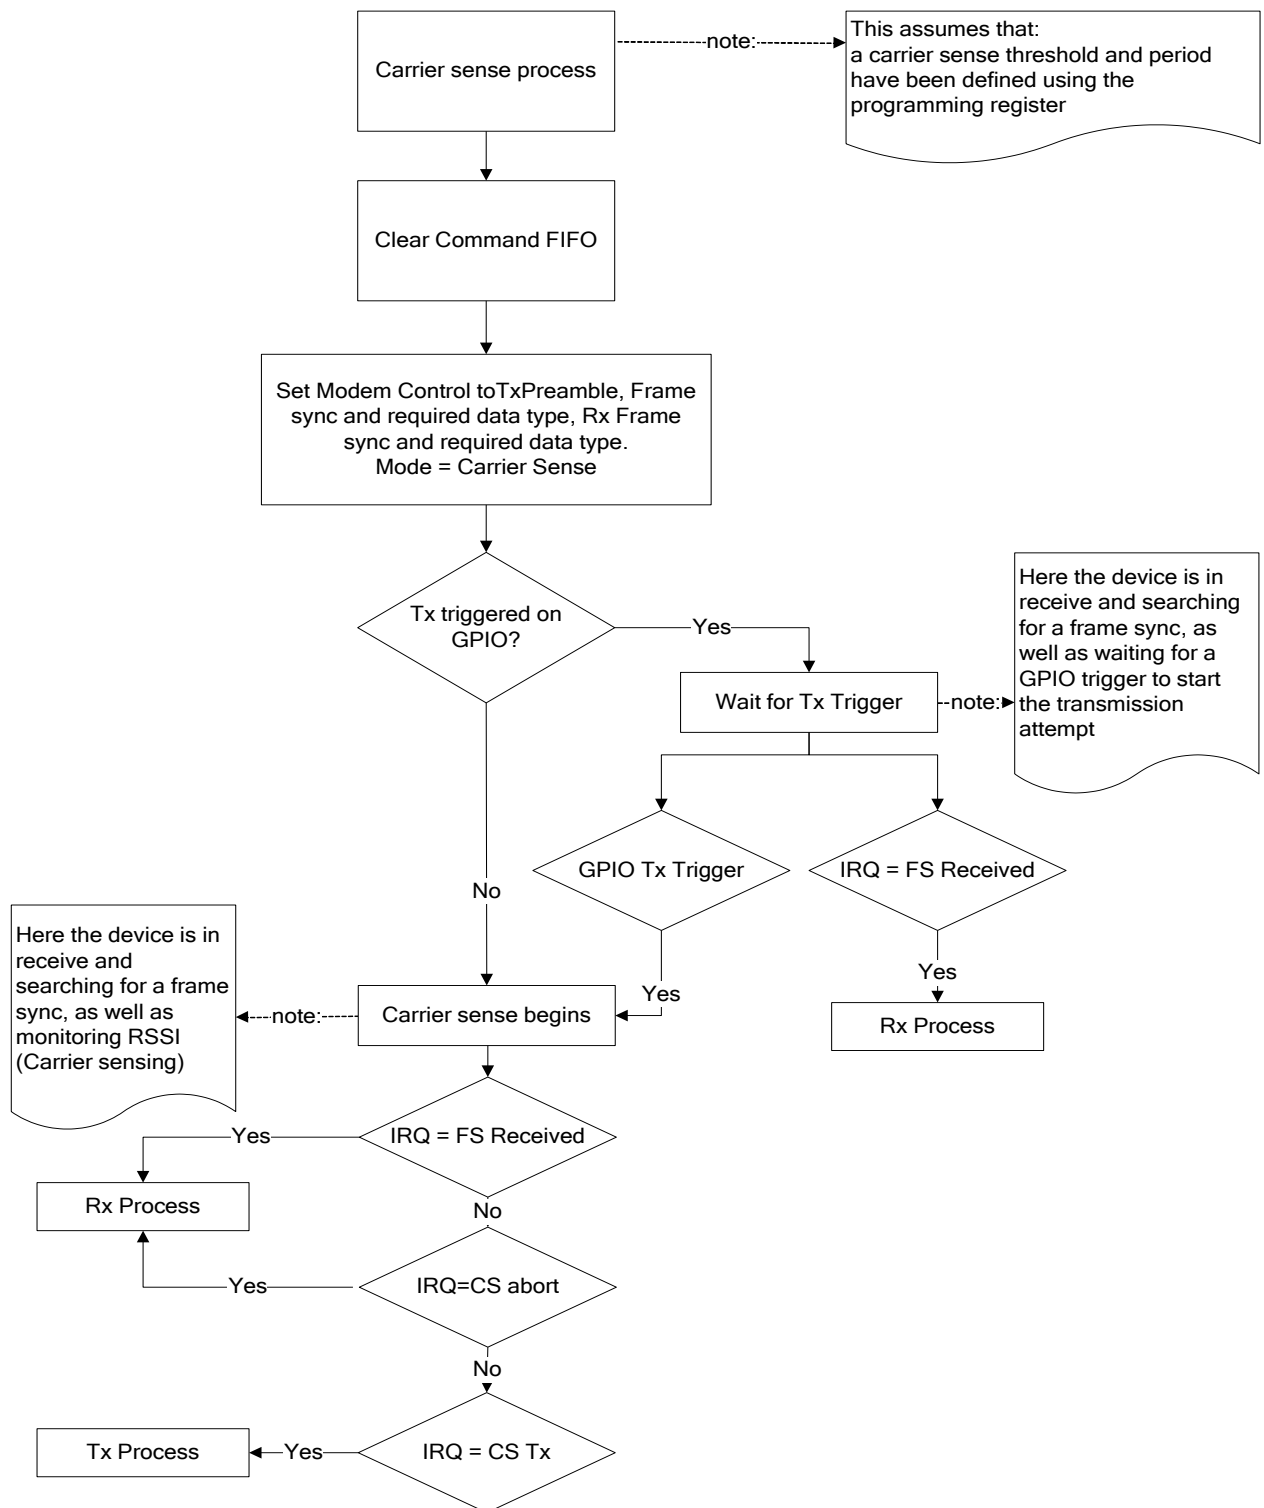 Carrier sense process
note:
This assumes that:
a carrier sense threshold and period
have been defined using the
programming register
Clear Command FIFO
Set Modem Control toTxPreamble, Frame
sync and required data type, Rx Frame
sync and required data type.
Mode = Carrier Sense
Tx triggered on
GPIO?
Yes
Wait for Tx Trigger
note:
Here the device is in
receive and searching
for a frame sync, as
well as waiting for a
GPIO trigger to start
the transmission
attempt
GPIO Tx Trigger
IRQ = FS Received
No
Yes
Yes
Rx Process
Here the device is in
receive and
searching for a frame
sync, as well as
monitoring RSSI
(Carrier sensing)
note:
Carrier sense begins
IRQ = FS Received
Yes
Rx Process
No
IRQ=CS abort
Yes
No
IRQ = CS Tx
Yes
Tx Process